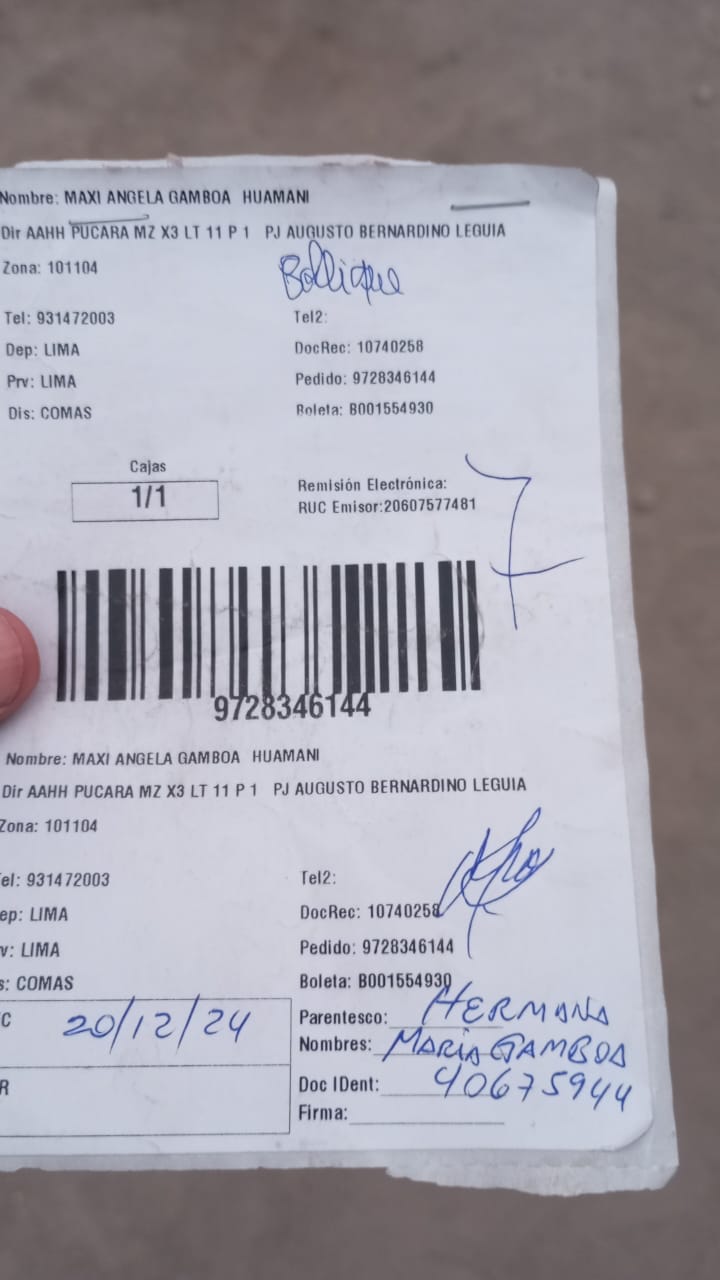 Nombre: MAXI ANGELA GAMBOA HUAMANI
Dir AAHH PUCARA MZ X3 LT 11 P 1 PJ AUGUSTO BERNARDINO LEGUIA
Zona: 101104
Tel: 931472003 Tel2:
Dep: LIMA DocRec: 10740258
Prv: LIMA Pedido: 9728346144
Dis: COMAS Boleta: B001554930
Cajas
1/1
Remisión Electrónica:
RUC Emisor:20607577481
7
9728346144
Nombre: MAXI ANGELA GAMBOA HUAMANI
Dir AAHH PUCARA MZ X3 LT 11 P 1 PJ AUGUSTO BERNARDINO LEGUIA
Zona: 101104
el: 931472003 Tel2:
ep: LIMA DocRec: 10740258
v: LIMA Pedido: 9728346144
s: COMAS Boleta: B001554930
C 20/12/24 Parentesco: HERMANA
Nombres: MARIA GAMBOA
R Doc IDent: 40675944
Firma: